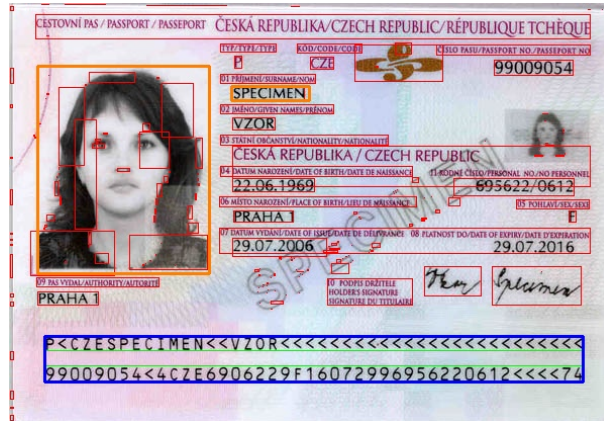 CESTOVNÍ PAS / PASSPORT / PASSEPORT ČESKÁ REPUBLIKA/CZECH REPUBLIC/RÉPUBLIQUE TCHÈQUE
TYP/TYPE/TYPE KÓD/CODE/CODE ČÍSLO PASU/PASSPORT NO./PASSEPORT NO
P CZE 99009054
01 PŘÍJMENÍ/SURNAME/NOM
SPECIMEN
02 JMÉNO/GIVEN NAMES/PRÉNOM
VZOR
03 STÁTNÍ OBČANSTVÍ/NATIONALITY/NATIONALITÉ
ČESKÁ REPUBLIKA / CZECH REPUBLIC
04 DATUM NAROZENÍ/DATE OF BIRTH/DATE DE NAISSANCE 11 RODNÉ ČÍSLO/PERSONAL NO./NO PERSONNEL
22.06.1969 695622/0612
06 MÍSTO NAROZENÍ/PLACE OF BIRTH/LIEU DE NAISSANCE 05 POHLAVÍ/SEX/SEXE
PRAHA 1 F
07 DATUM VYDÁNÍ/DATE OF ISSUE/DATE DE DÉLIVRANCE 08 PLATNOST DO/DATE OF EXPIRY/DATE D'EXPIRATION
29.07.2006 29.07.2016
SPECIMEN
09 PAS VYDAL/AUTHORITY/AUTORITÉ
PRAHA 1
10 PODPIS DRŽITELE
HOLDER'S SIGNATURE
SIGNATURE DU TITULAIRE
Vzor Specimen
P<CZESPECIMEN<<VZOR<<<<<<<<<<<<<<<<<<<<<<<<<
99009054<4CZE6906229F16072996956220612<<<<74